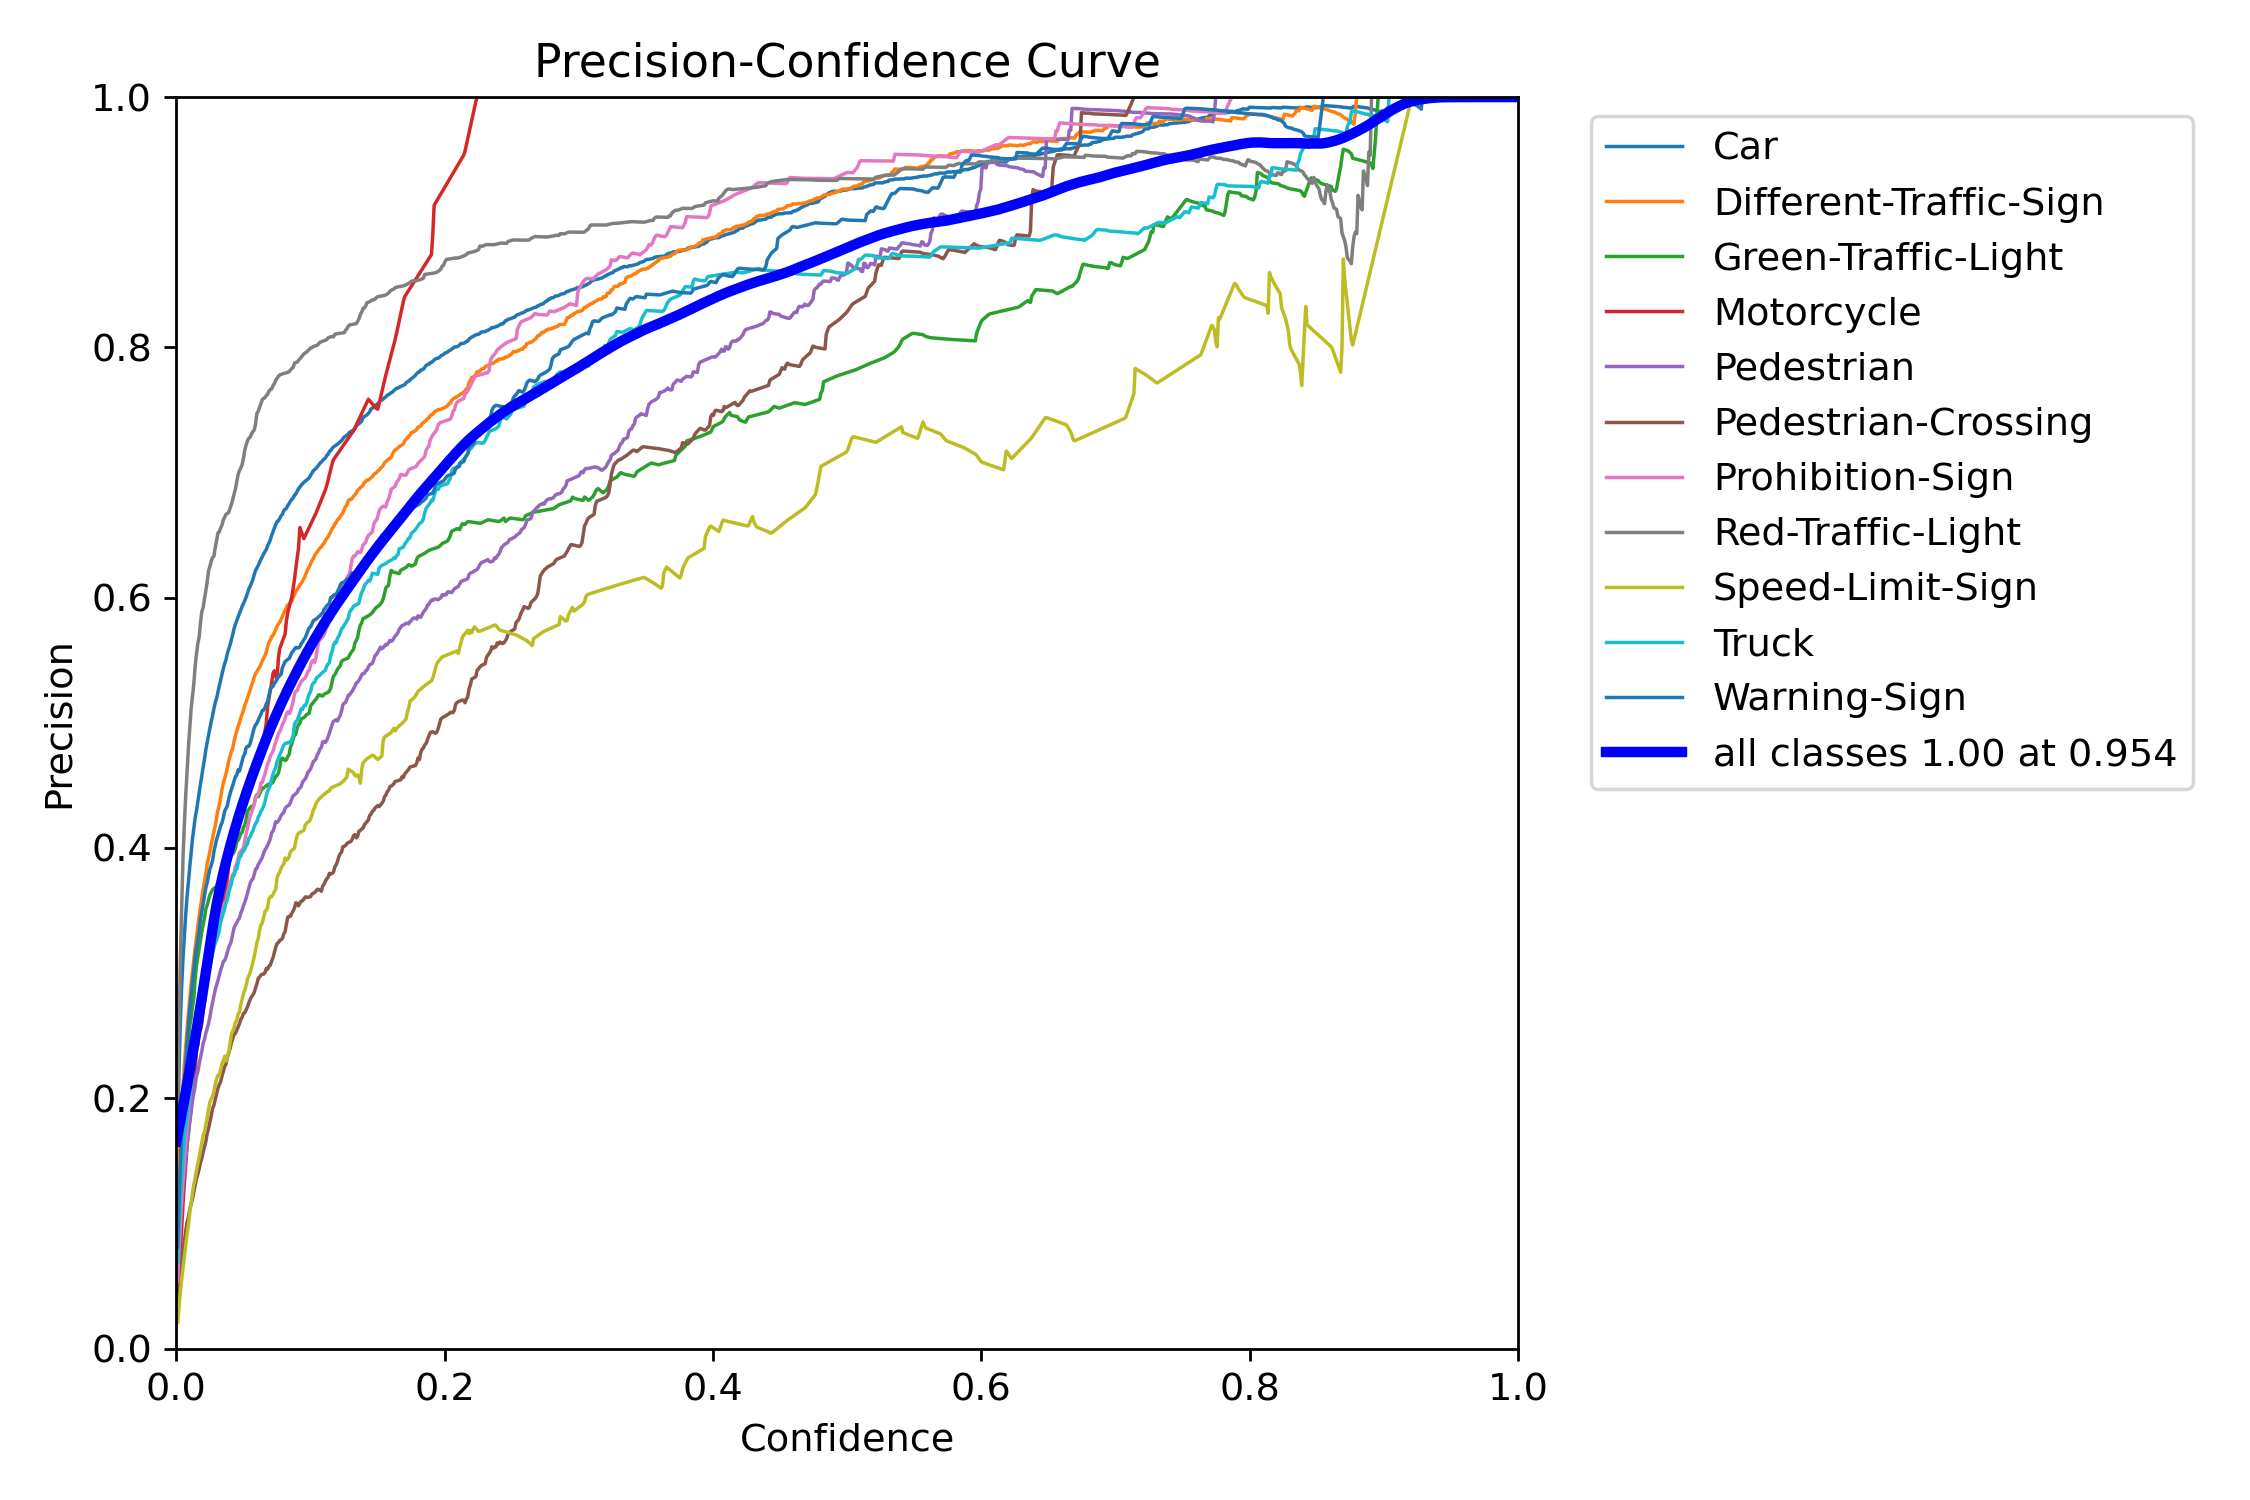 Precision-Confidence Curve
1.0
0.8
0.6
0.4
0.2
0.0
Precision
0.0 0.2 0.4 0.6 0.8 1.0
Confidence
Car
Different-Traffic-Sign
Green-Traffic-Light
Motorcycle
Pedestrian
Pedestrian-Crossing
Prohibition-Sign
Red-Traffic-Light
Speed-Limit-Sign
Truck
Warning-Sign
all classes 1.00 at 0.954